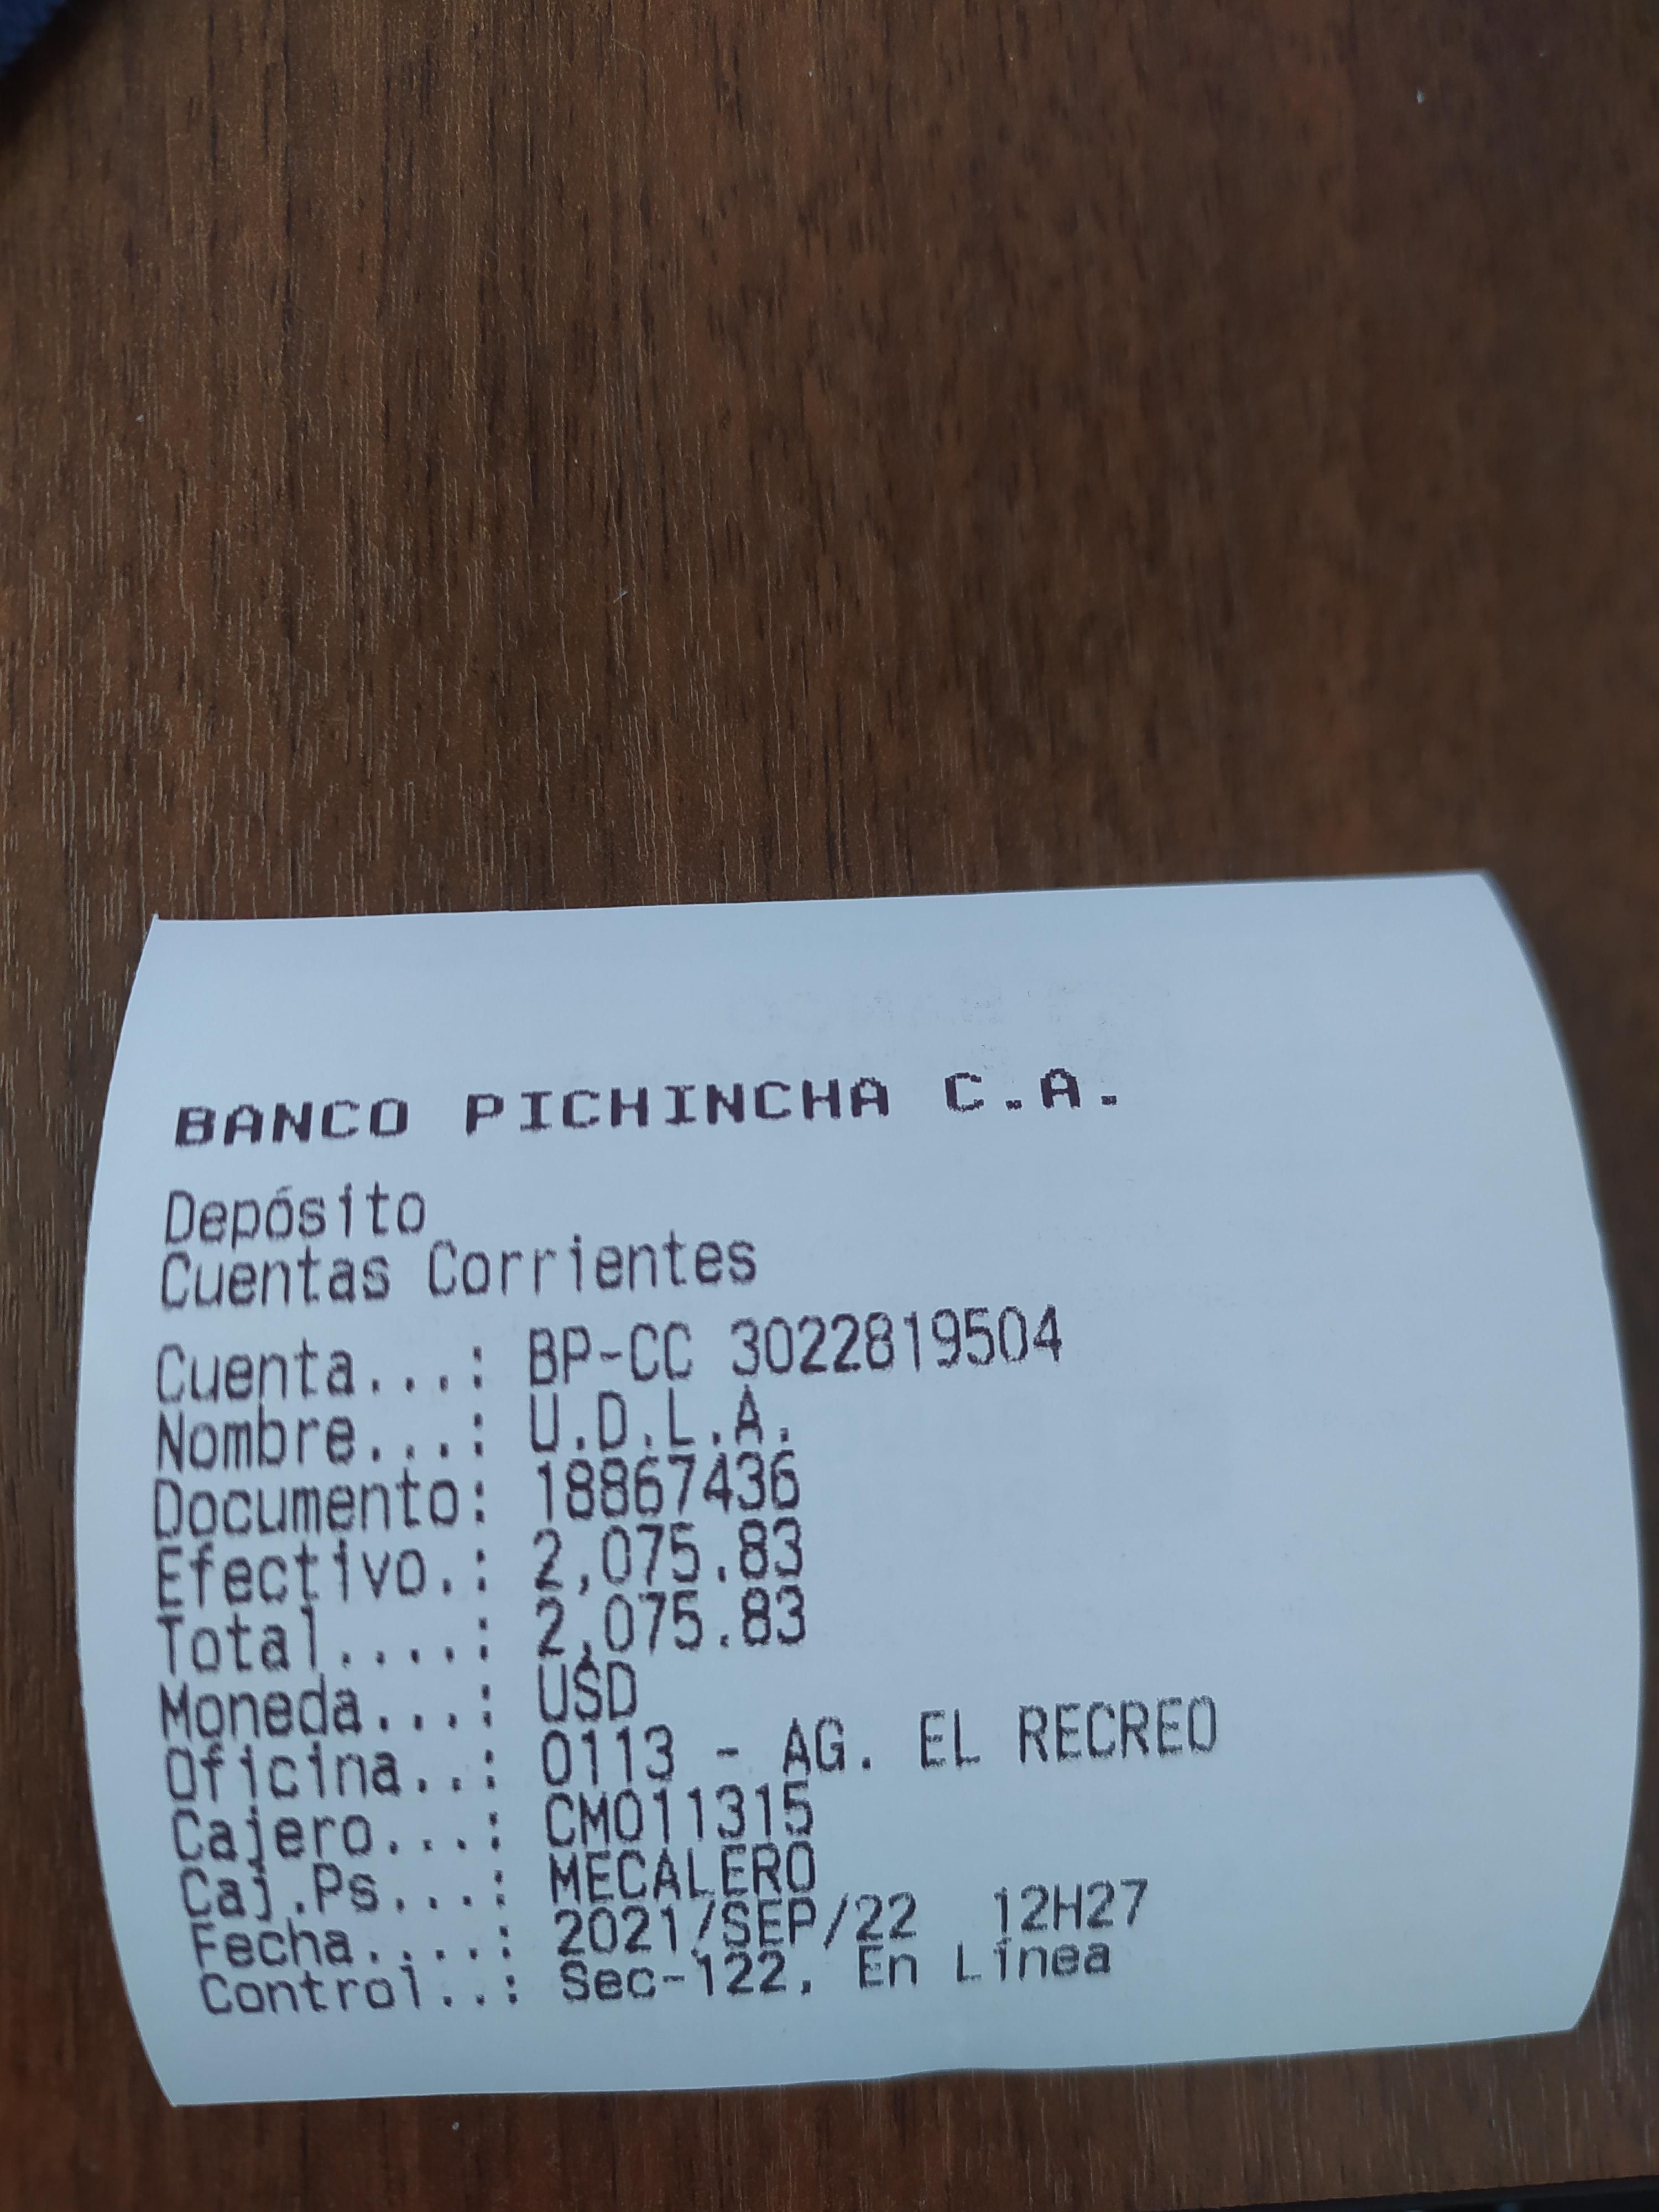 BANCO PICHINCHA C.A.
Depósito
Cuentas Corrientes
Cuenta...: BP-CC 3022819504
Nombre...: U.D.L.A.
Documento: 18867436
Efectivo.: 2,075.83
Total....: 2,075.83
Moneda...: USD
Oficina..: 0113 - AG. EL RECREO
Cajero...: CM011315
Caj.Ps...: MECALERO
Fecha....: 2021/SEP/22 12H27
Control..: Sec-122, En Línea